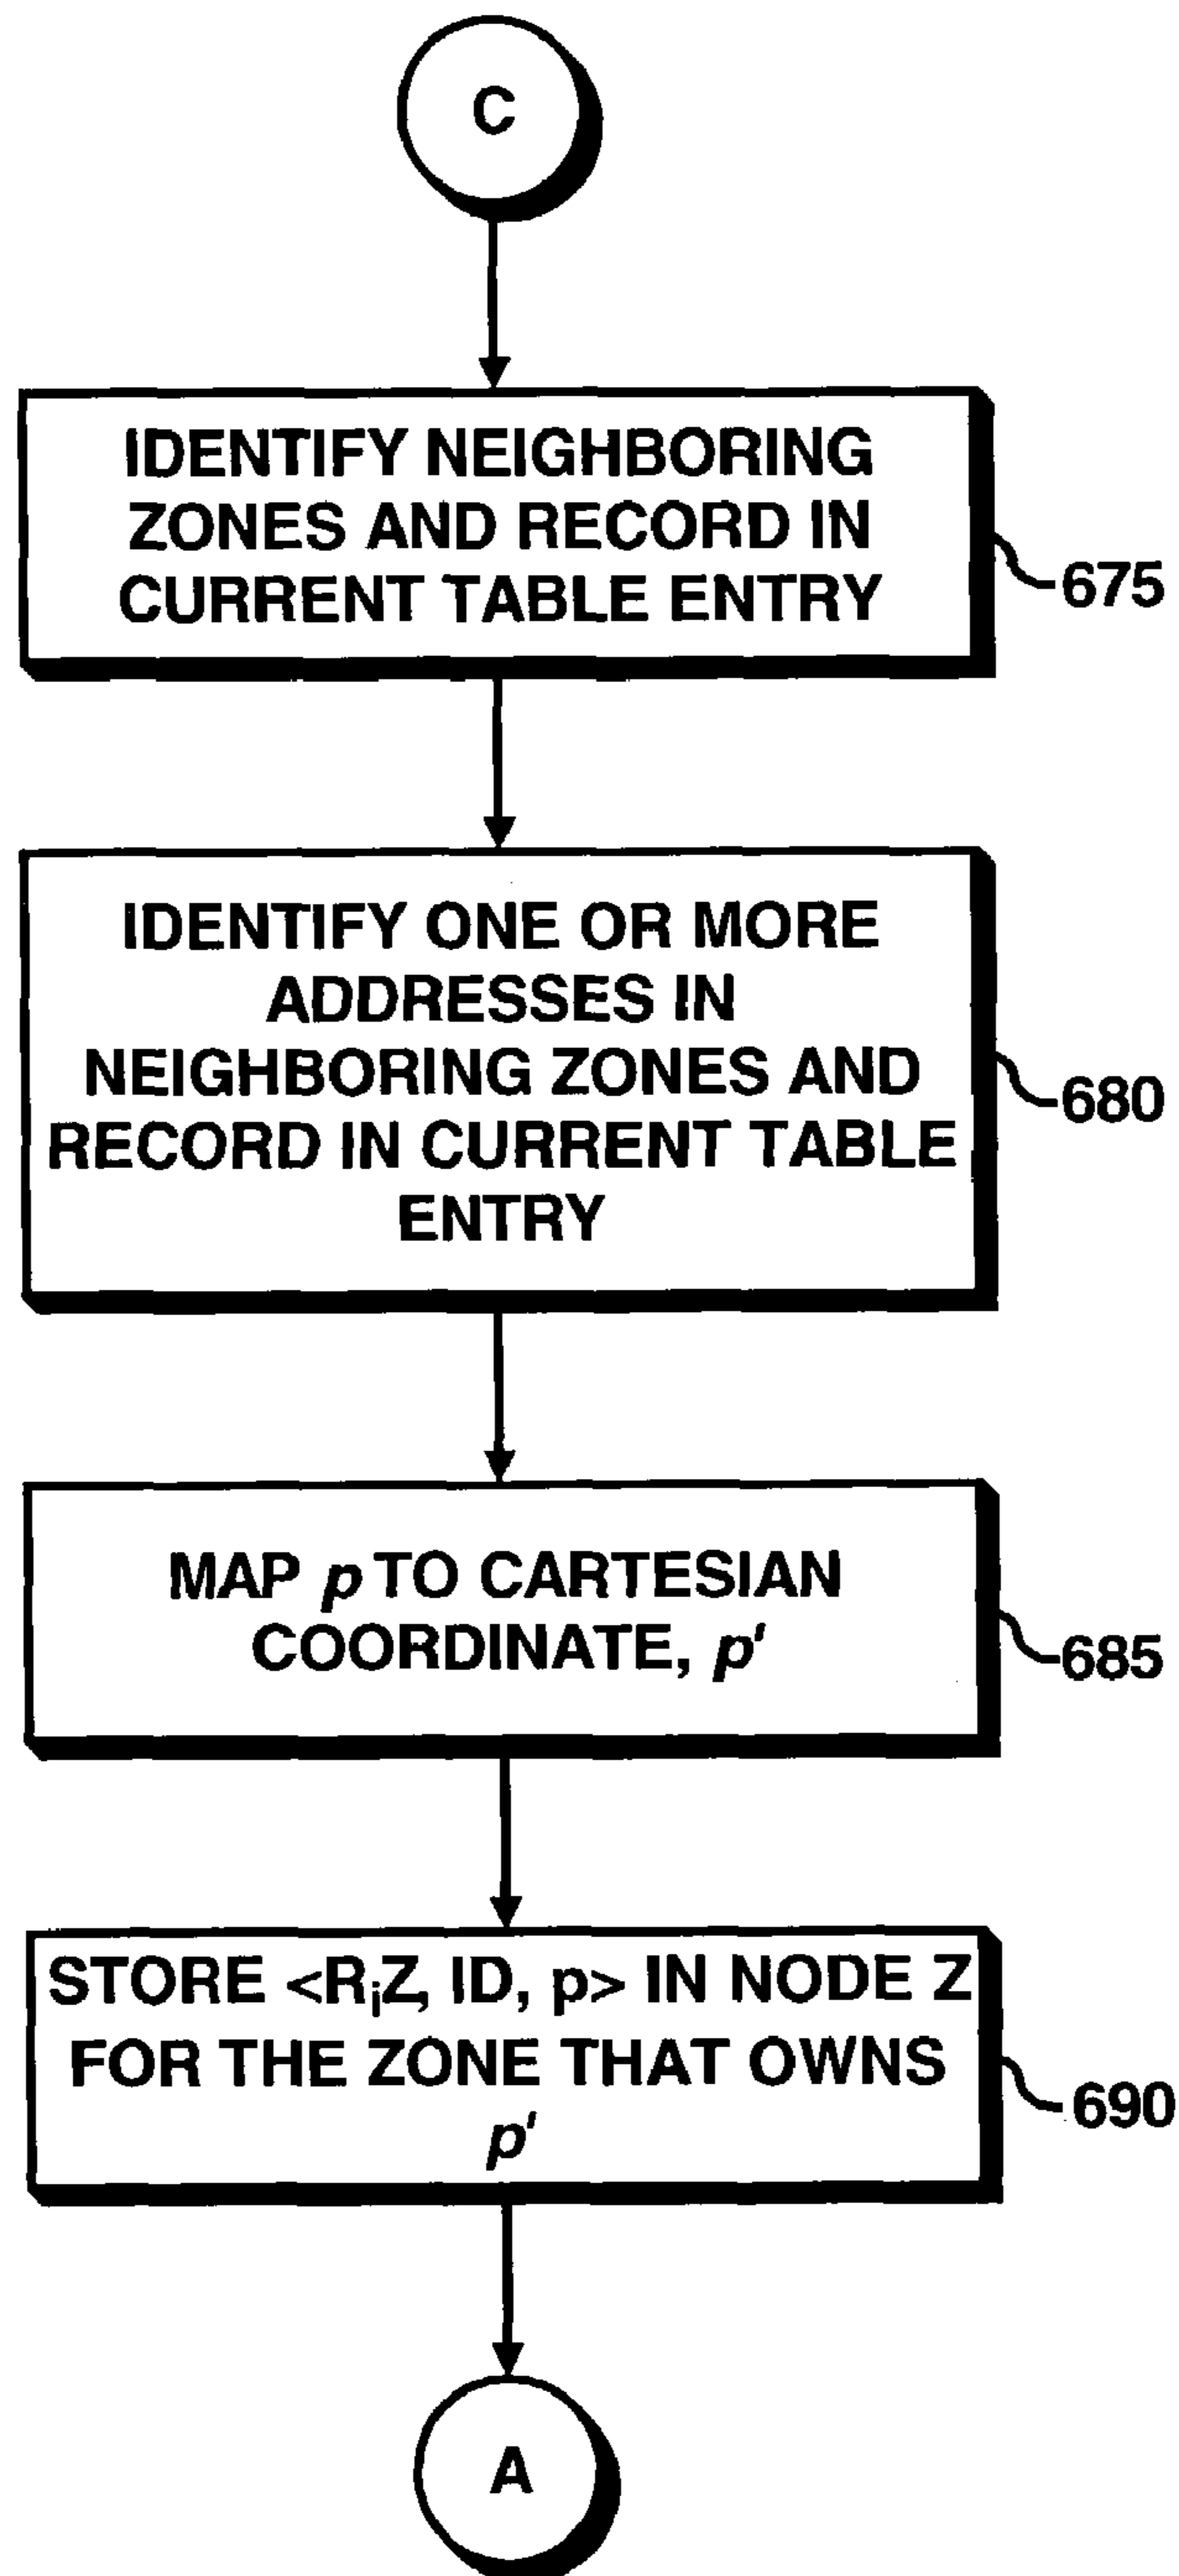 C
IDENTIFY NEIGHBORING
ZONES AND RECORD IN
CURRENT TABLE ENTRY
675
IDENTIFY ONE OR MORE
ADDRESSES IN
NEIGHBORING ZONES AND
RECORD IN CURRENT TABLE
ENTRY
680
MAP p TO CARTESIAN
COORDINATE, p'
685
STORE <RiZ, ID, p> IN NODE Z
FOR THE ZONE THAT OWNS
p'
690
A